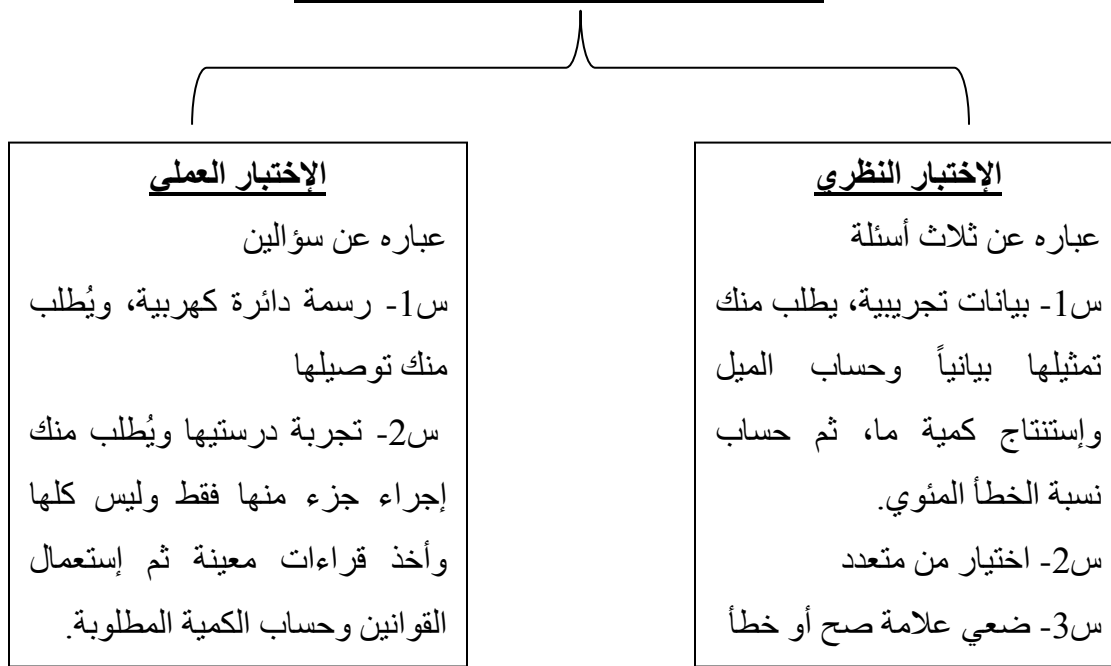 الإختبار النظري
عباره عن ثلاث أسئلة
س1- بيانات تجريبية، يطلب منك
تمثيلها بيانياً وحساب الميل
وإستنتاج كمية ما، ثم حساب
نسبة الخطأ المئوي.
س2- اختيار من متعدد
س3- ضعي علامة صح أو خطأ
الإختبار العملي
عباره عن سؤالين
س1- رسمة دائرة كهربية، ويُطلب
منك توصيلها
س2- تجربة درستيها ويُطلب منك
إجراء جزء منها فقط وليس كلها
وأخذ قراءات معينة ثم إستعمال
القوانين وحساب الكمية المطلوبة.